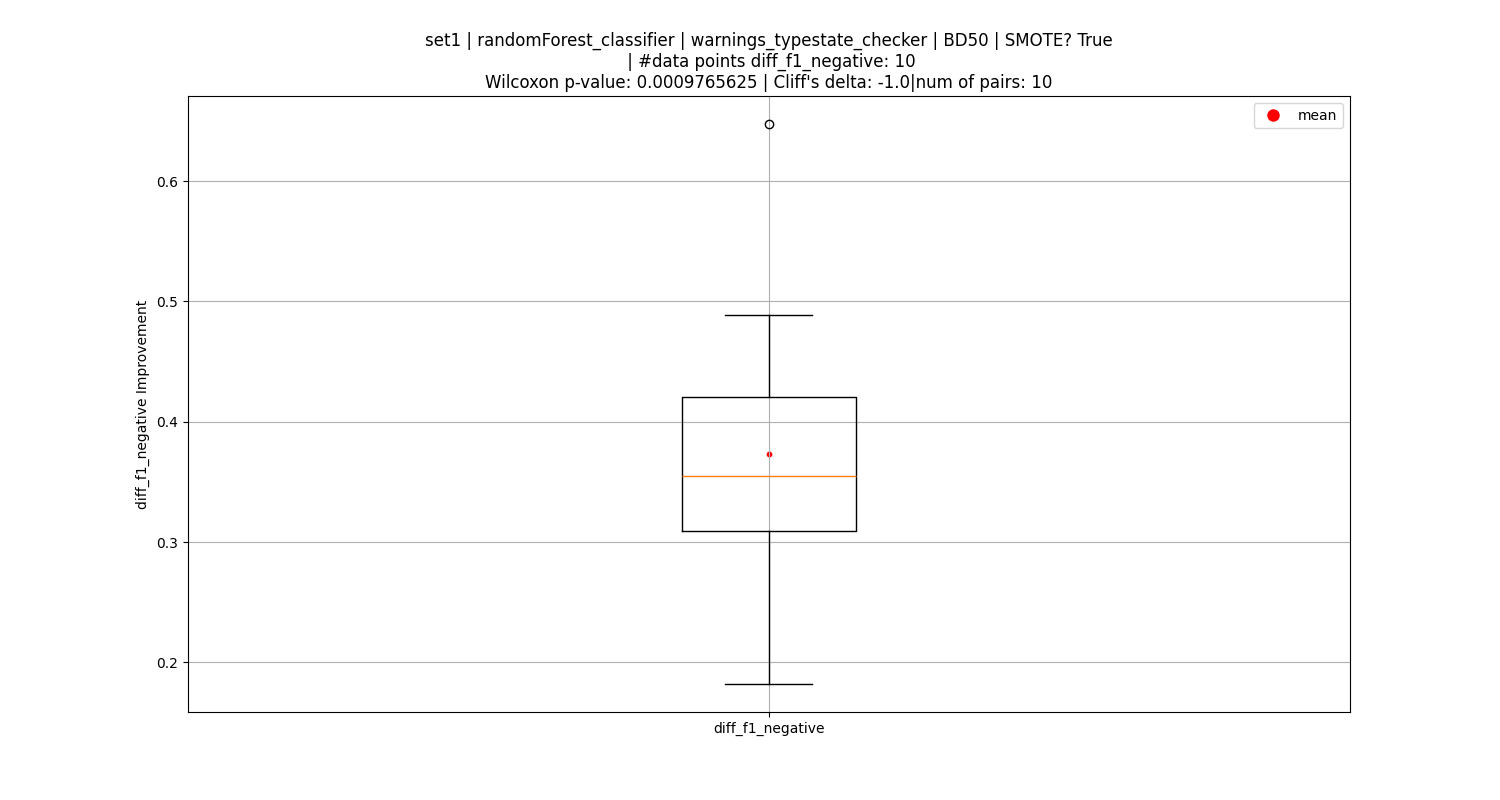 set1 | randomForest_classifier | warnings_typestate_checker | BD50 | SMOTE? True
| #data points diff_f1_negative: 10
Wilcoxon p-value: 0.0009765625 | Cliff's delta: -1.0|num of pairs: 10
mean
0.6
0.5
0.4
0.3
0.2
diff_f1_negative Improvement
diff_f1_negative